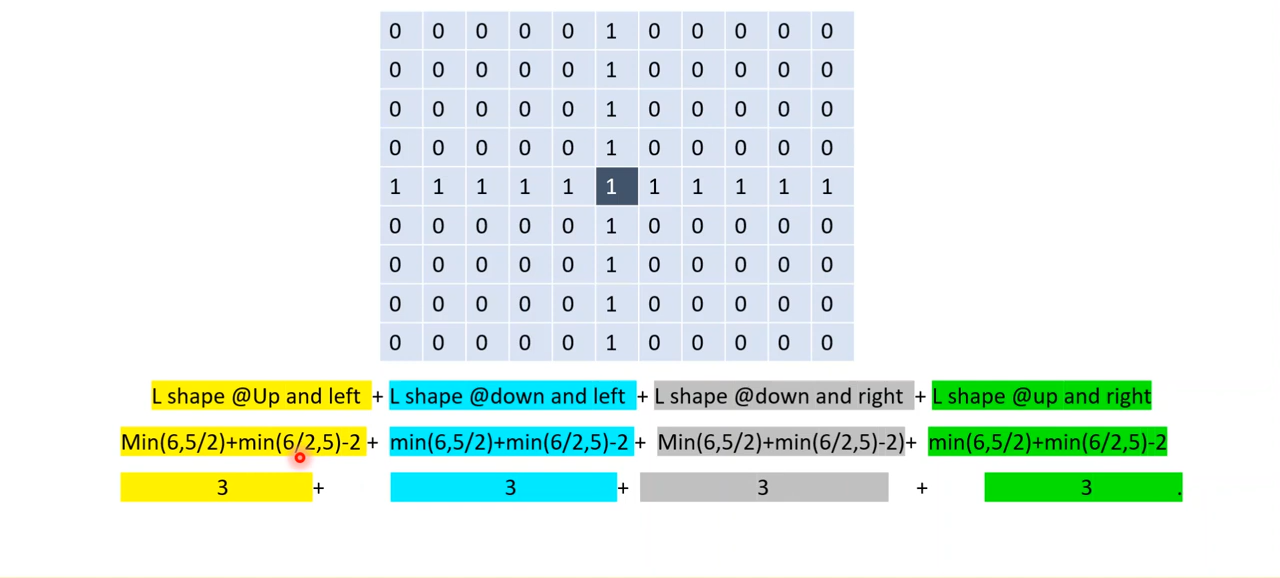 0 0 0 0 0 1 0 0 0 0 0
0 0 0 0 0 1 0 0 0 0 0
0 0 0 0 0 1 0 0 0 0 0
0 0 0 0 0 1 0 0 0 0 0
1 1 1 1 1 1 1 1 1 1 1
0 0 0 0 0 1 0 0 0 0 0
0 0 0 0 0 1 0 0 0 0 0
0 0 0 0 0 1 0 0 0 0 0
0 0 0 0 0 1 0 0 0 0 0
L shape @Up and left + L shape @down and left + L shape @down and right + L shape @up and right
Min(6,5/2)+min(6/2,5)-2 + min(6,5/2)+min(6/2,5)-2 + Min(6,5/2)+min(6/2,5)-2)+ min(6,5/2)+min(6/2,5)-2
3 + 3 + 3 + 3 .